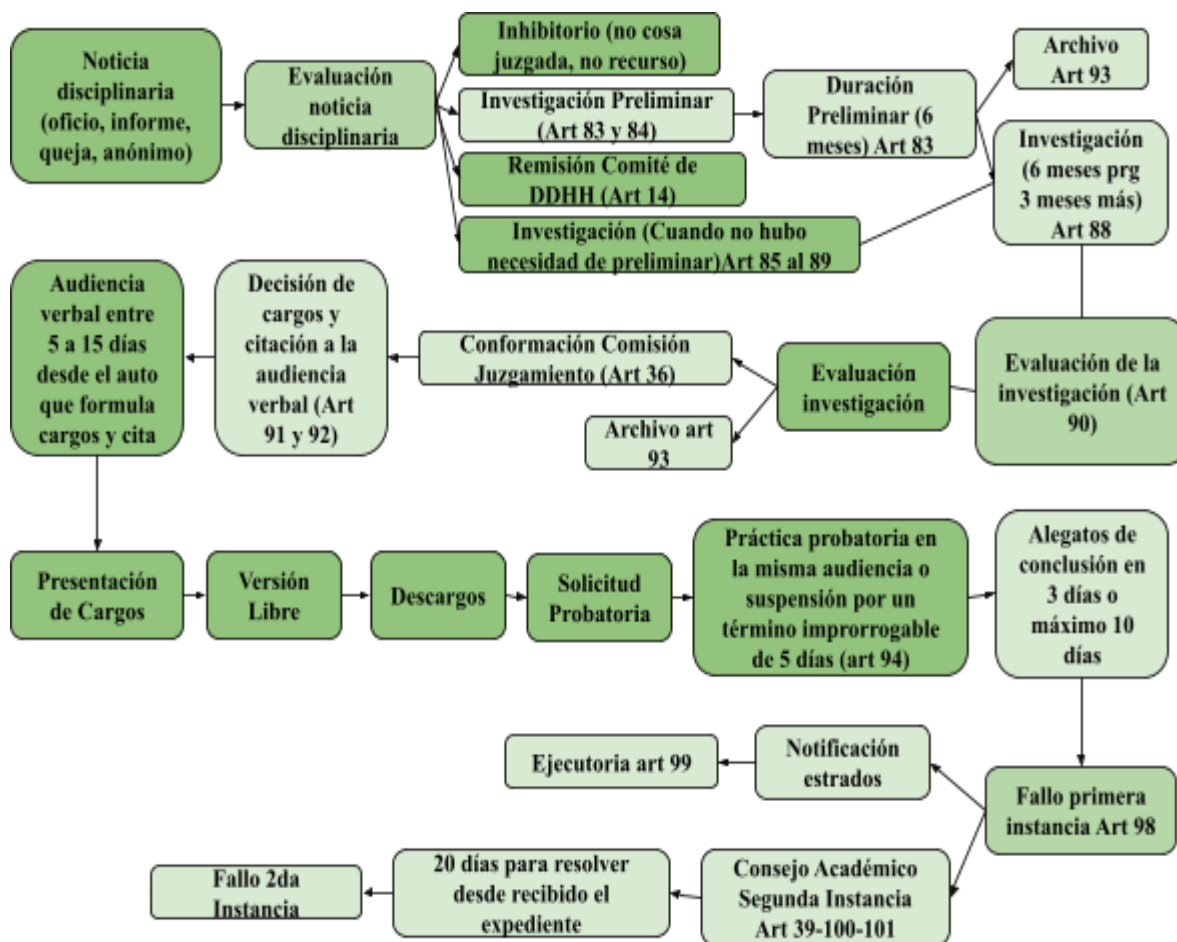 Noticia
disciplinaria
(oficio, informe,
queja, anónimo)
Evaluación
noticia
disciplinaria
Inhibitorio (no cosa
juzgada, no recurso)
Investigación Preliminar
(Art 83 y 84)
Remisión Comité de
DDHH (Art 14)
Investigación (Cuando no hubo
necesidad de preliminar)Art 85 al 89
Duración
Preliminar (6
meses) Art 83
Archivo
Art 93
Investigación
(6 meses prg
3 meses más)
Art 88
Evaluación de la
investigación (Art
90)
Evaluación
investigación
Conformación Comisión
Juzgamiento (Art 36)
Archivo art
93
Decisión de
cargos y
citación a la
audiencia
verbal (Art
91 y 92)
Audiencia
verbal entre
5 a 15 días
desde el auto
que formula
cargos y cita
Presentación
de Cargos
Versión
Libre
Descargos
Solicitud
Probatoria
Práctica probatoria en
la misma audiencia o
suspensión por un
término improrrogable
de 5 días (art 94)
Alegatos de
conclusión en
3 días o
máximo 10
días
Fallo primera
instancia Art 98
Notificación
estrados
Ejecutoria art 99
Consejo Académico
Segunda Instancia
Art 39-100-101
20 días para resolver
desde recibido el
expediente
Fallo 2da
Instancia